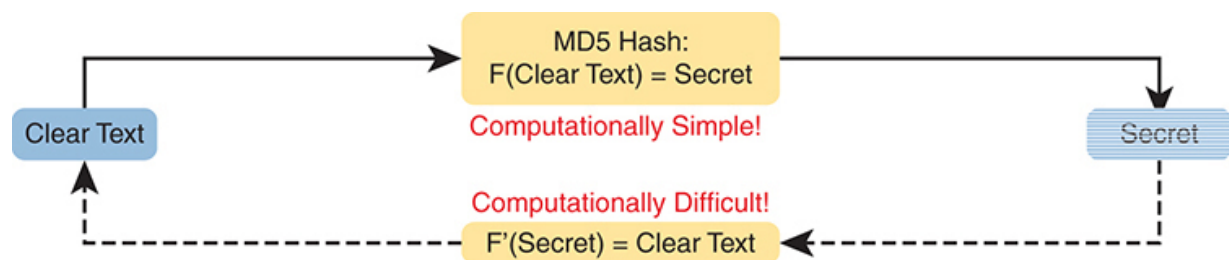 MD5 Hash:
F(Clear Text) = Secret
Computationally Simple!
Clear Text
Secret
Computationally Difficult!
F’(Secret) = Clear Text